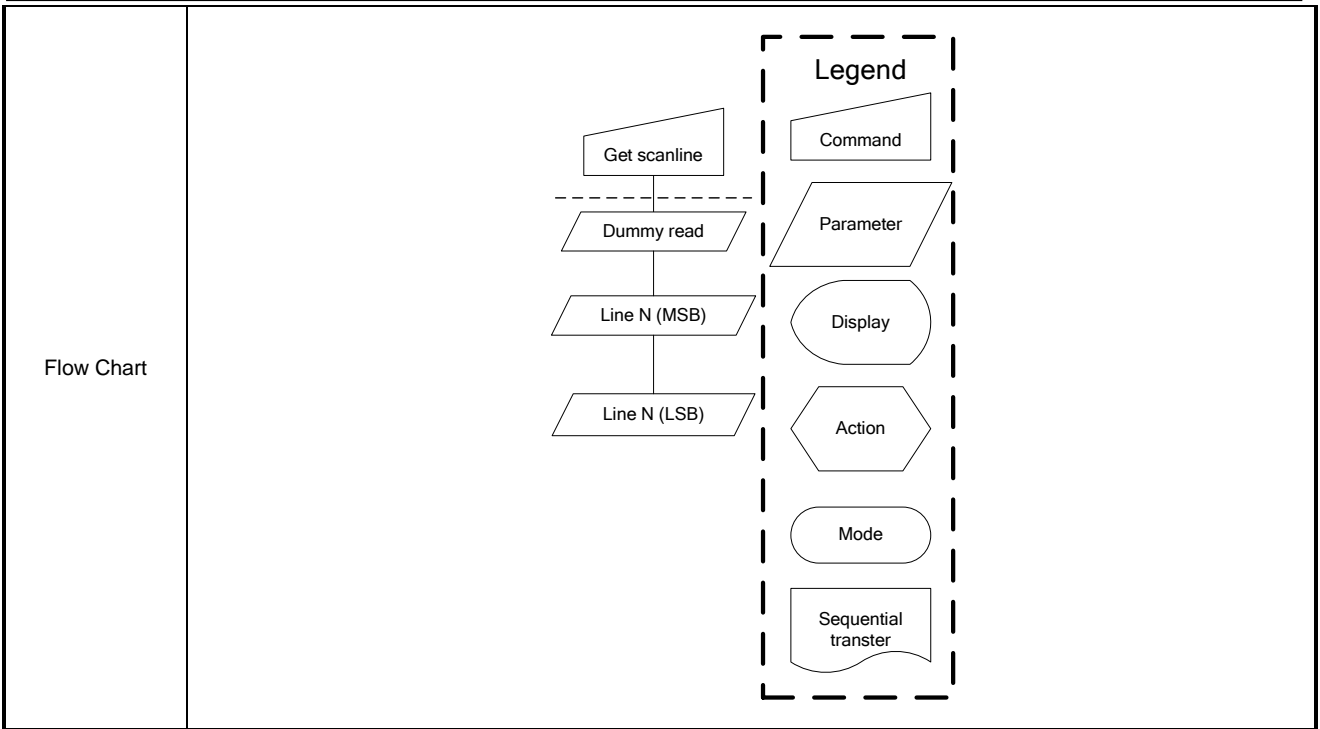 Flow Chart
Get scanline
Dummy read
Line N (MSB)
Line N (LSB)
Legend
Command
Parameter
Display
Action
Mode
Sequential
transter